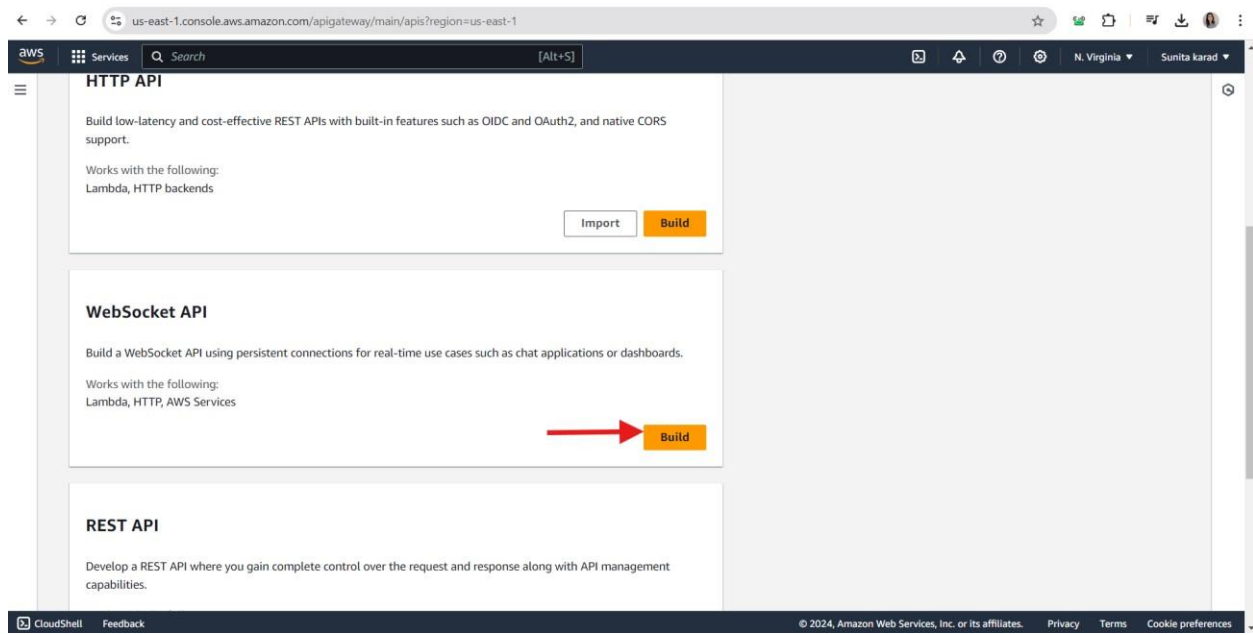 us-east-1.console.aws.amazon.com/apigateway/main/apis?region=us-east-1
aws Services Search [Alt+S] N. Virginia Sunita karad
HTTP API
Build low-latency and cost-effective REST APIs with built-in features such as OIDC and OAuth2, and native CORS
support.
Works with the following:
Lambda, HTTP backends
Import Build
WebSocket API
Build a WebSocket API using persistent connections for real-time use cases such as chat applications or dashboards.
Works with the following:
Lambda, HTTP, AWS Services
Build
REST API
Develop a REST API where you gain complete control over the request and response along with API management
capabilities.
CloudShell Feedback © 2024, Amazon Web Services, Inc. or its affiliates. Privacy Terms Cookie preferences